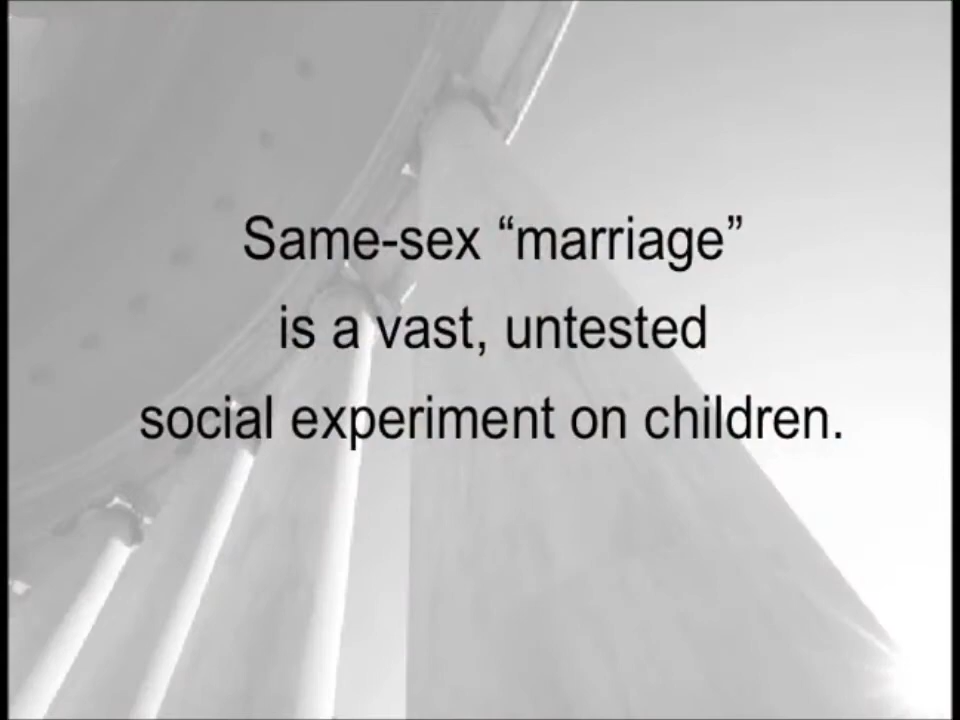 Same-sex “marriage”
is a vast, untested
social experiment on children.